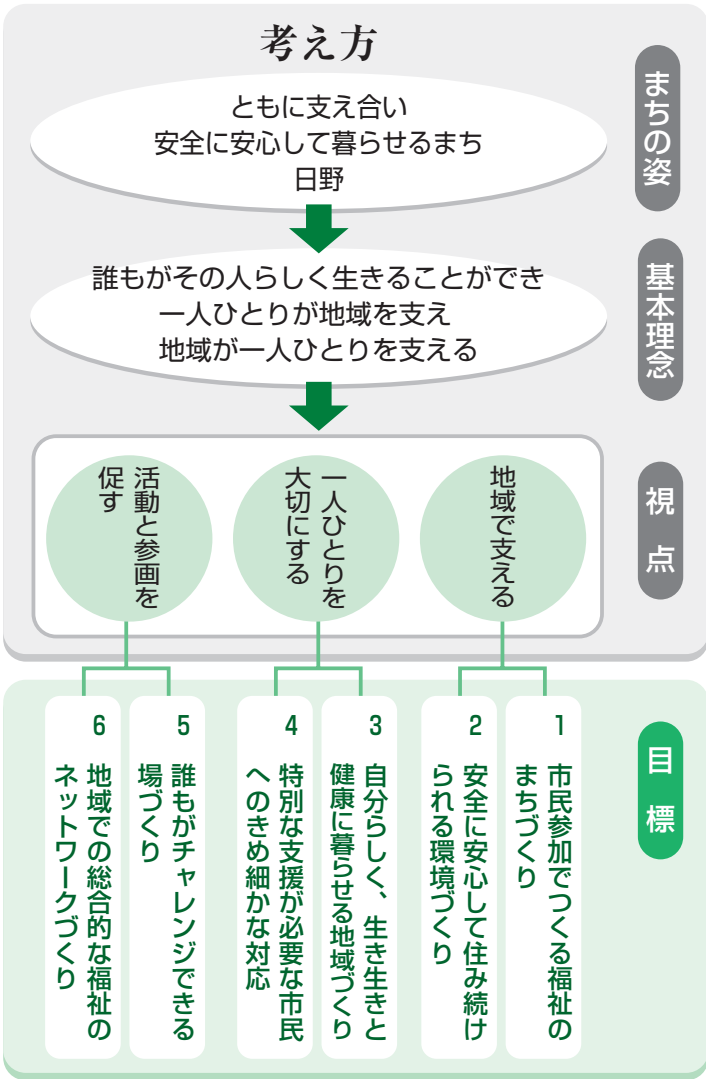 考え方
まちの姿
ともに支え合い
安全に安心して暮らせるまち
日野
基本理念
誰もがその人らしく生きることができ
一人ひとりが地域を支え
地域が一人ひとりを支える
視点
地域で支える
一人ひとりを
大切にする
活動と参画を
促す
目標
1
市民参加でつくる福祉の
まちづくり
2
安全に安心して住み続け
られる環境づくり
3
自分らしく、生き生きと
健康に暮らせる地域づくり
4
特別な支援が必要な市民
へのきめ細かな対応
5
誰もがチャレンジできる
場づくり
6
地域での総合的な福祉の
ネットワークづくり